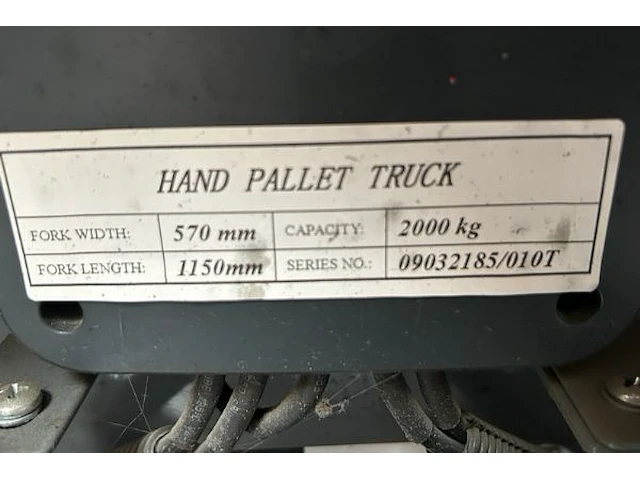 HAND PALLET TRUCK
FORK WIDTH: 570 mm CAPACITY: 2000 kg
FORK LENGTH: 1150mm SERIES NO.: 09032185/010T